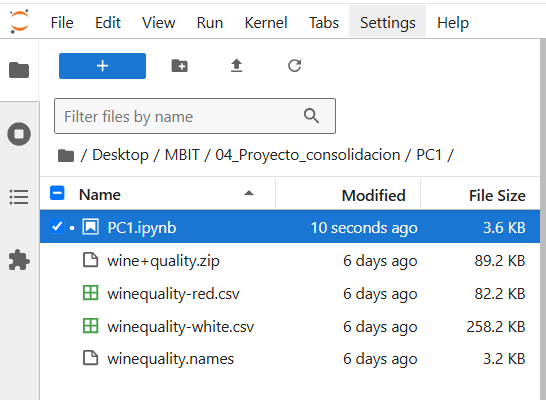 File Edit View Run Kernel Tabs Settings Help
+
Filter files by name
/ Desktop / MBIT / 04_Proyecto_consolidacion / PC1 /
Name Modified File Size
PC1.ipynb 10 seconds ago 3.6 KB
wine+quality.zip 6 days ago 89.2 KB
winequality-red.csv 6 days ago 82.2 KB
winequality-white.csv 6 days ago 258.2 KB
winequality.names 6 days ago 3.2 KB